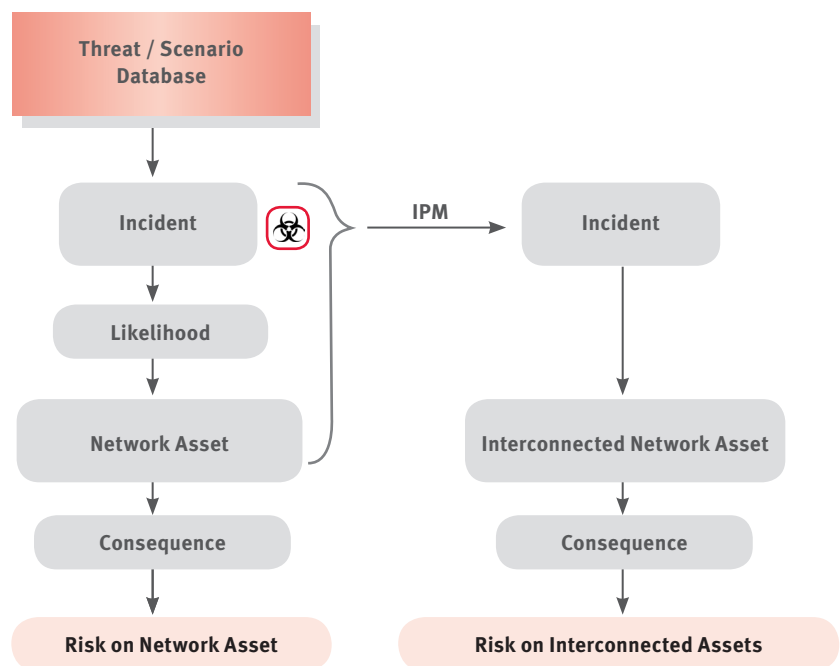 Threat / Scenario
Database
Incident
IPM
Incident
Likelihood
Network Asset
Interconnected Network Asset
Consequence
Consequence
Risk on Network Asset
Risk on Interconnected Assets